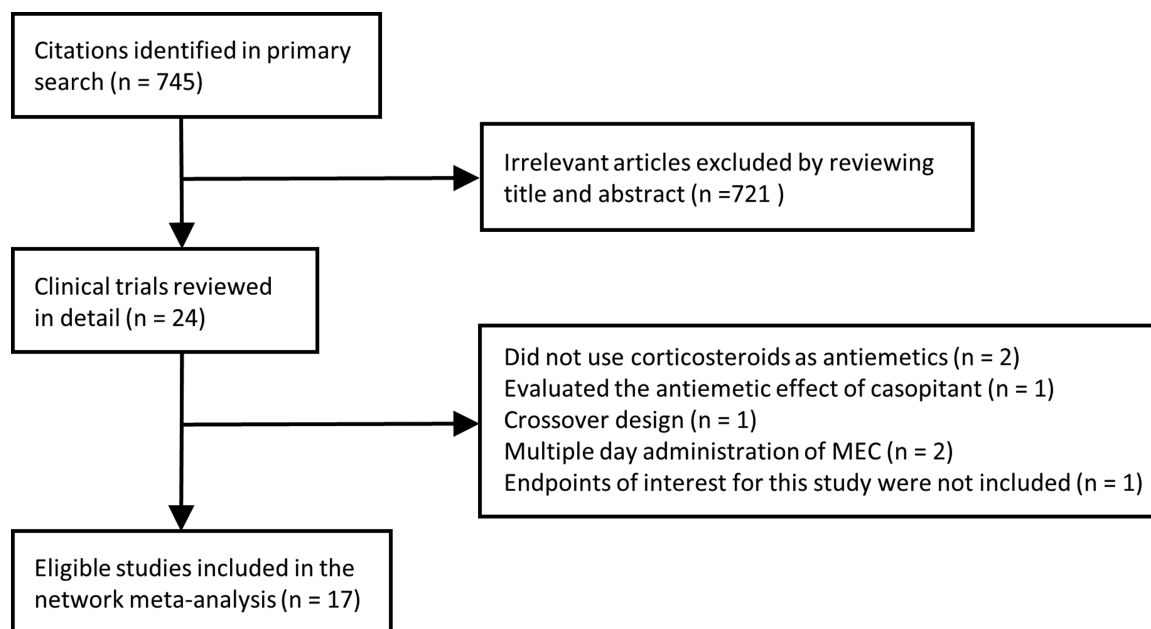 Citations identified in primary
search (n = 745)
Irrelevant articles excluded by reviewing
title and abstract (n =721 )
Clinical trials reviewed
in detail (n = 24)
Did not use corticosteroids as antiemetics (n = 2)
Evaluated the antiemetic effect of casopitant (n = 1)
Crossover design (n = 1)
Multiple day administration of MEC (n = 2)
Endpoints of interest for this study were not included (n = 1)
Eligible studies included in the
network meta-analysis (n = 17)